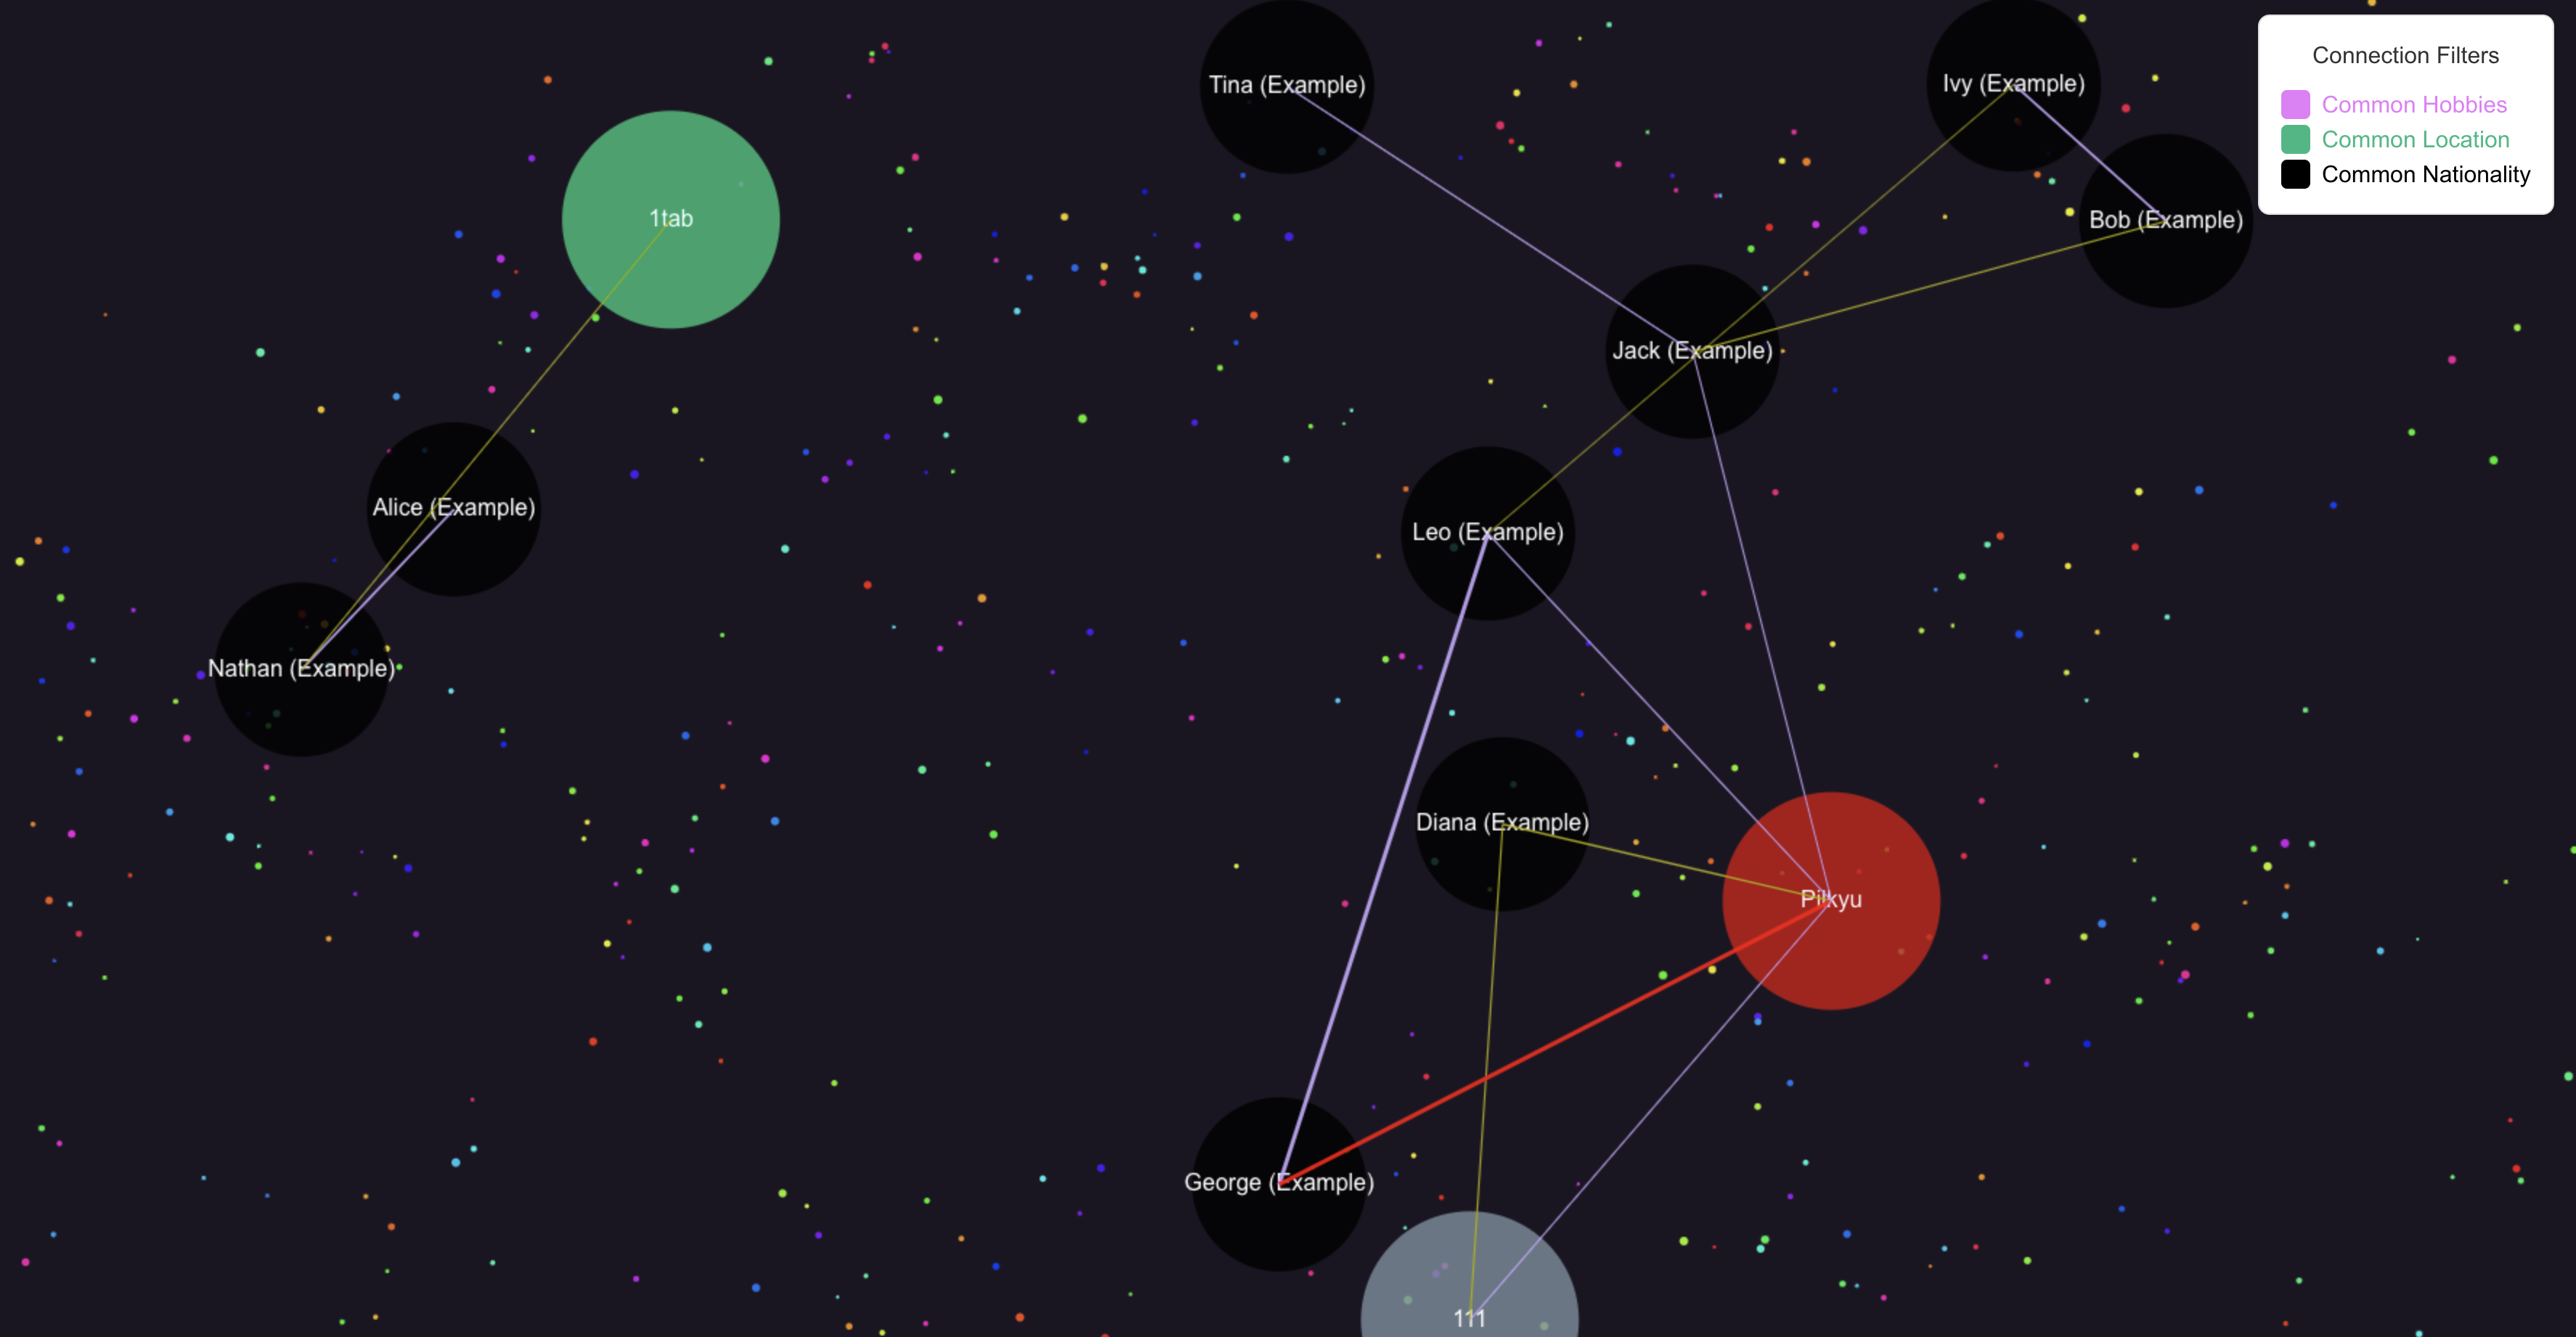 Connection Filters
Common Hobbies
Common Location
Common Nationality
Tina (Example)
Ivy (Example)
1tab
Bob (Example)
Jack (Example)
Alice (Example)
Leo (Example)
Nathan (Example)
Diana (Example)
Pikyu
George (Example)
111